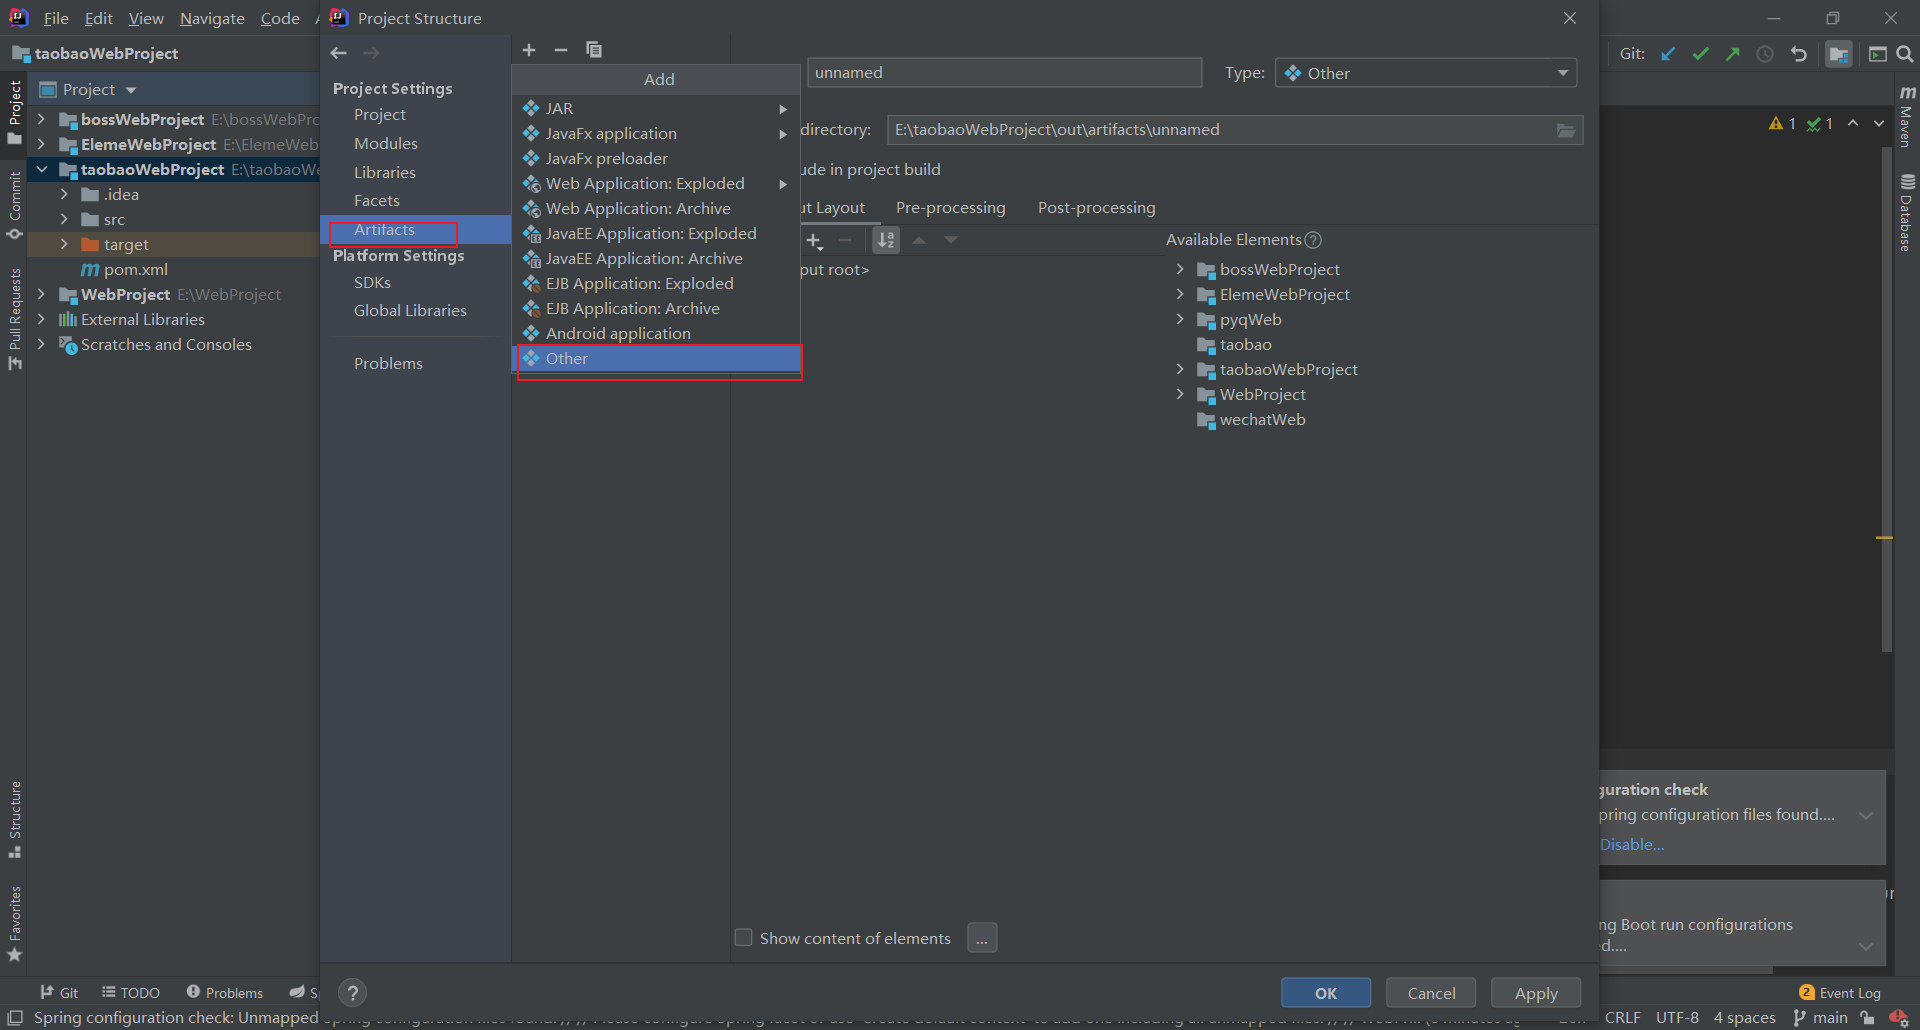 File Edit View Navigate Code
Project Structure
taobaoWebProject
Git:
Project
Project
bossWebProject E:\bossWebPro
ElemeWebProject E:\ElemeWeb
taobaoWebProject E:\taobaoWe
.idea
src
target
pom.xml
WebProject E:\WebProject
External Libraries
Scratches and Consoles
Commit
Pull Requests
Structure
Favorites
Project Settings
Project
Modules
Libraries
Facets
Artifacts
Platform Settings
SDKs
Global Libraries
Problems
Add
JAR
JavaFx application
JavaFx preloader
Web Application: Exploded
Web Application: Archive
JavaEE Application: Exploded
JavaEE Application: Archive
EJB Application: Exploded
EJB Application: Archive
Android application
Other
unnamed
Type: Other
directory: E:\taobaoWebProject\out\artifacts\unnamed
ude in project build
ut Layout Pre-processing Post-processing
Available Elements
put root>
bossWebProject
ElemeWebProject
pyqWeb
taobao
taobaoWebProject
WebProject
wechatWeb
Show content of elements ...
OK Cancel Apply
1 1
Maven
Database
guration check
pring configuration files found....
Disable...
ng Boot run configurations
d....
Git TODO Problems
2 Event Log
Spring configuration check: Unmapped
CRLF UTF-8 4 spaces main